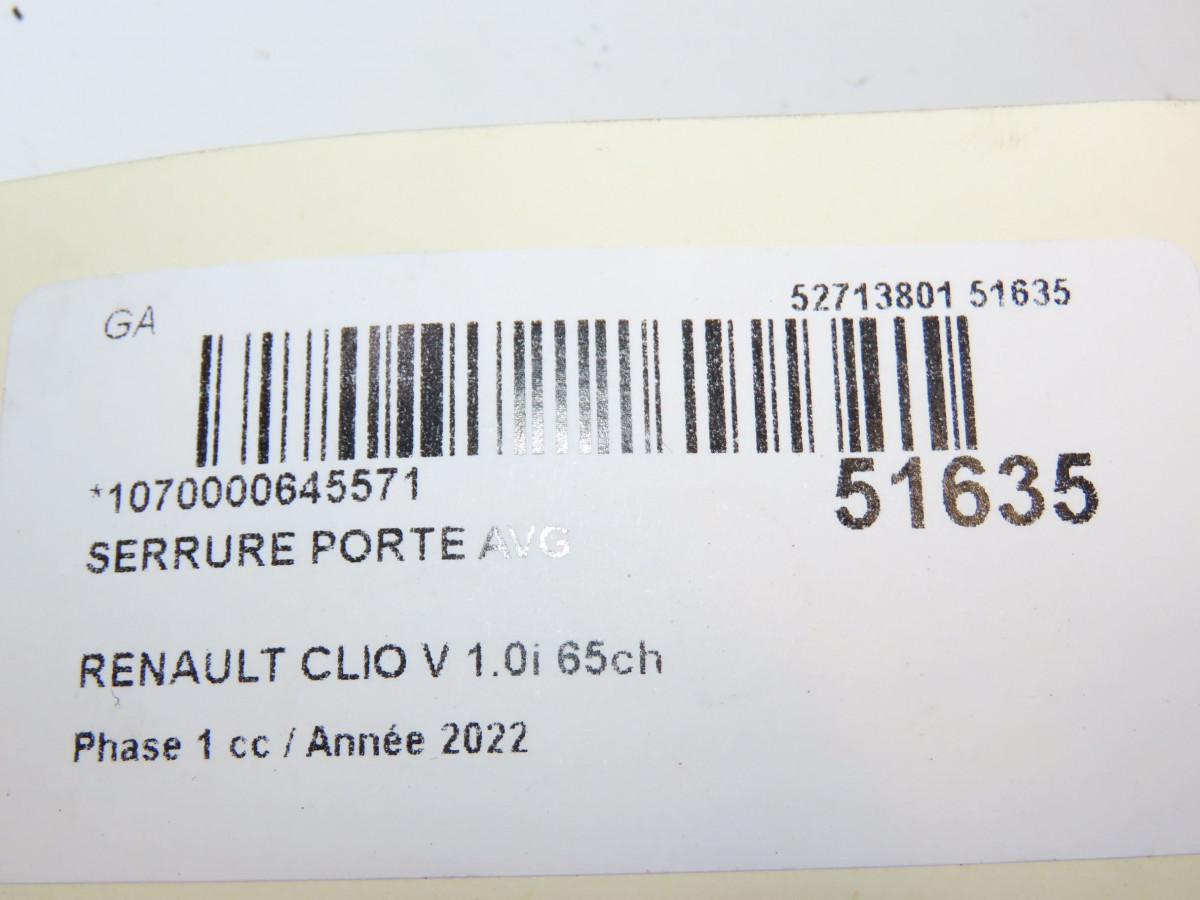 GA
52713801 51635
*1070000645571
51635
SERRURE PORTE AVG
RENAULT CLIO V 1.0i 65ch
Phase 1 cc / Année 2022